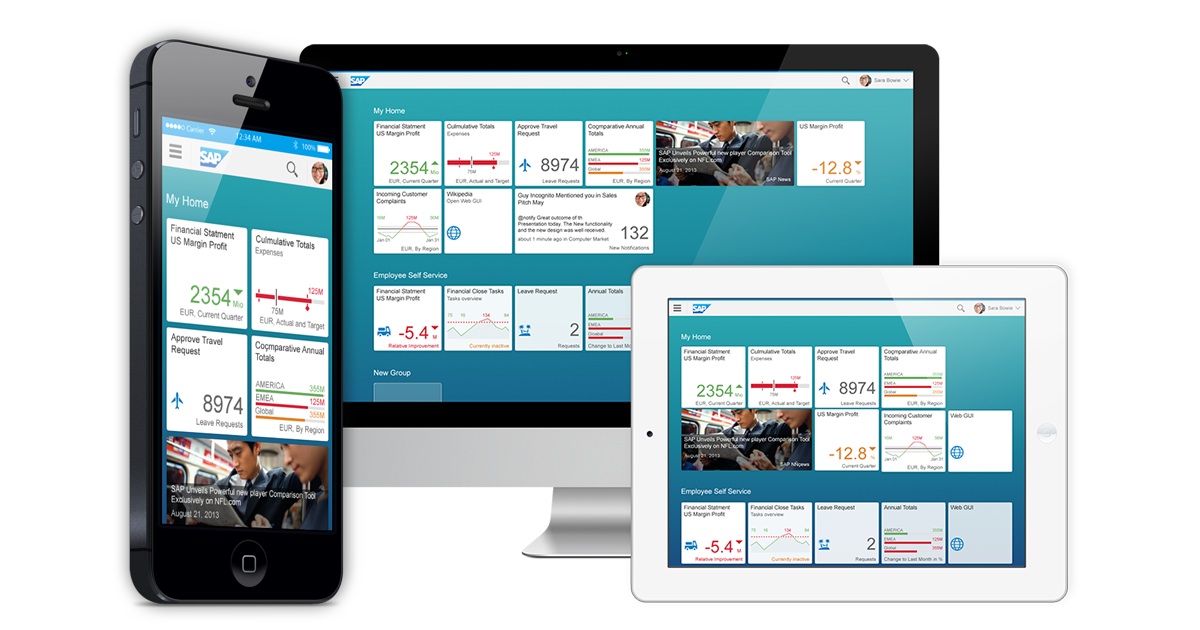 Carrier
12:34 AM
100%
SAP
My Home
Financial Statment
US Margin Profit
2354
Mio
EUR, Current Quarter
Culmulative Totals
Expenses
125M
75M
EUR, Actual and Target
Approve Travel
Request
8974
Leave Requests
Coçmparative Annual
Totals
AMERICA 355M
EMEA 125M
Global 355M
EUR, By Region
SAP Unveils Powerful new player Comparison Tool
Exclusively on NFL.com
August 21, 2013
SAP
Sara Bowie
My Home
Financial Statment
US Margin Profit
2354
Mio
EUR, Current Quarter
Culmulative Totals
Expenses
125M
75M
EUR, Actual and Target
Approve Travel
Request
8974
Leave Requests
Coçmparative Annual
Totals
AMERICA 355M
EMEA 125M
Global 355M
EUR, By Region
SAP Unveils Powerful new player Comparison Tool
Exclusively on NFL.com
August 21, 2013
SAP News
US Margin Profit
-12.8
%
Current Quarter
Incoming Customer
Complaints
125M
Jan 01 Jan 31
EUR, By Region
Wikipedia
Open Web GUI
Guy Incognito Mentioned you in Sales
Pitch May
@notify Great outcome of th
Presentation today. The New functionality
and the new design was well received.
about 1 minute ago in Computer Market
132
New Notifications
Employee Self Service
Financial Statment
US Margin Profit
-5.4
M
Relative Improvement
Financial Close Tasks
Tasks overview
75 16 134 84
Currently inactive
Leave Request
2
Requests
Annual Totals
AMERICA
EMEA
Gloabal
Change to Last M
New Group
SAP
Sara Bowie
My Home
Financial Statment
US Margin Profit
2354
Mio
EUR, Current Quarter
Culmulative Totals
Expenses
125M
75M
EUR, Actual and Target
Approve Travel
Request
8974
Leave Requests
Coçmparative Annual
Totals
AMERICA 355M
EMEA 125M
Global 355M
EUR, By Region
SAP Unveils Powerful new player Comparison Tool
Exclusively on NFL.com
August 21, 2013
US Margin Profit
-12.8
%
Current Quarter
Incoming Customer
Complaints
125M
Jan 01 Jan 31
EUR, By Region
Web GUI
Employee Self Service
Financial Statment
US Margin Profit
-5.4
M
Relative Improvement
Financial Close Tasks
Tasks overview
75 16 134 84
Currently inactive
Leave Request
2
Requests
Annual Totals
AMERICA 355M
EMEA 125M
Global 355M
Change to Last Month in %
Web GUI